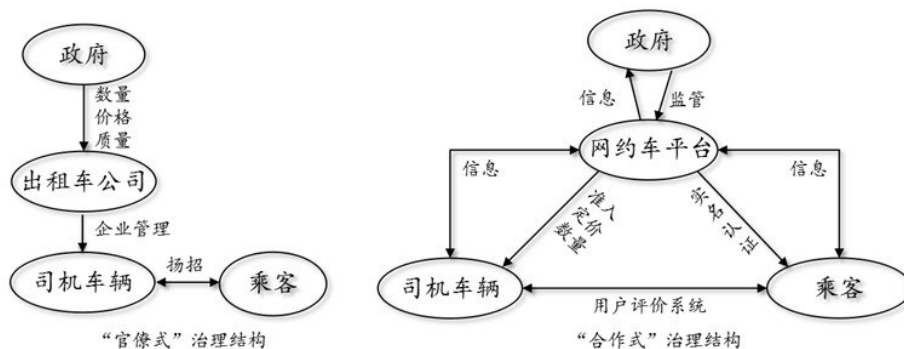 政府
数量
价格
质量
出租车公司
企业管理
司机车辆
扬招
乘客
“官僚式”治理结构
政府
信息
监管
网约车平台
信息
信息
准入
定价
数量
实名认证
司机车辆
用户评价系统
乘客
“合作式”治理结构